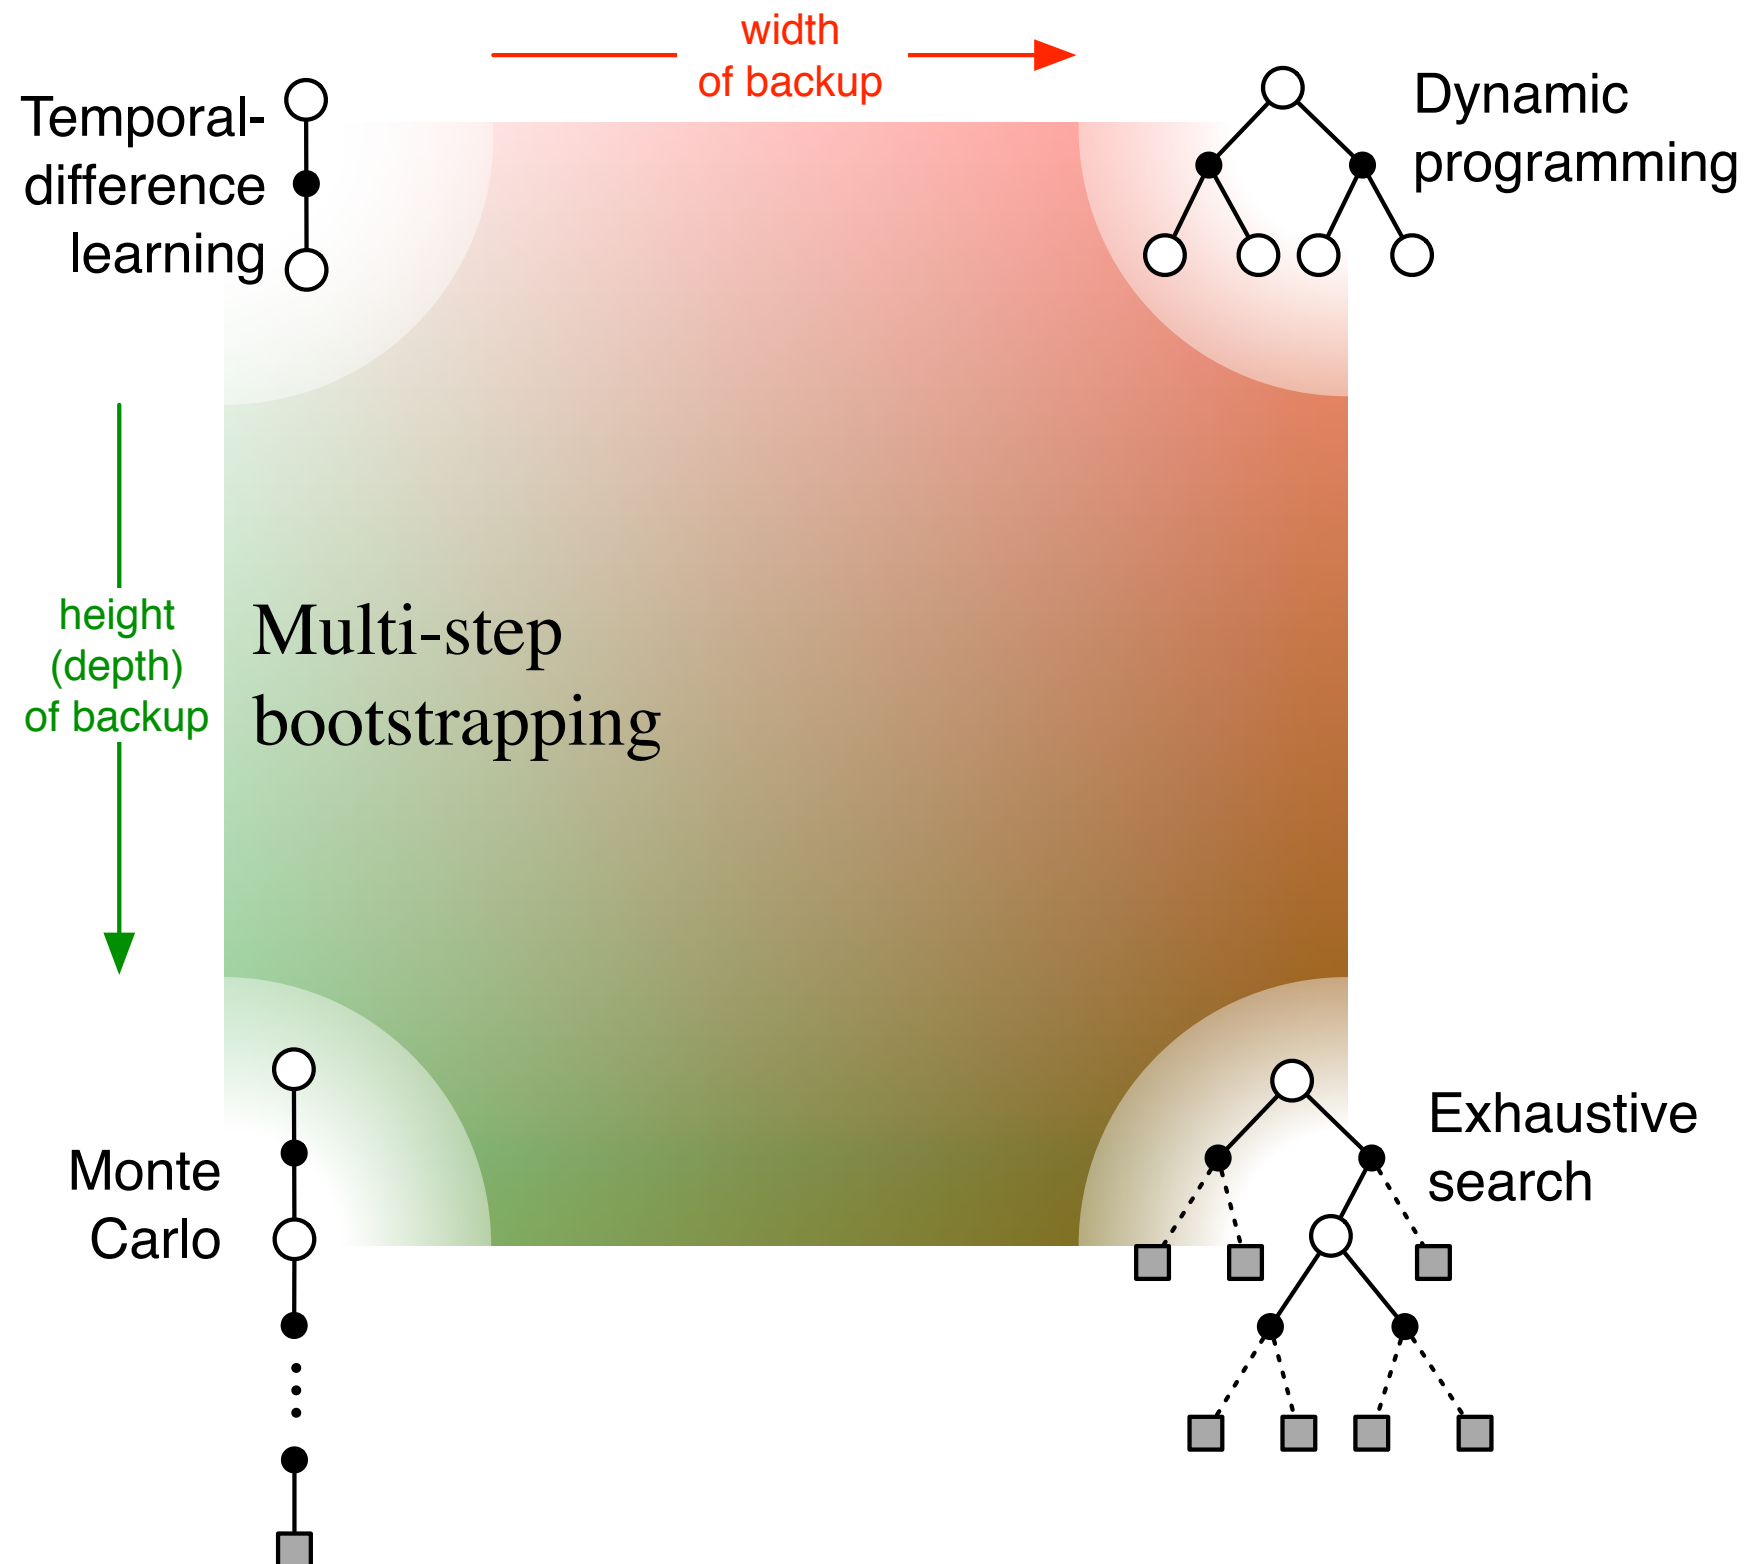 width
of backup
Temporal-
difference
learning
Dynamic
programming
height
(depth)
of backup
Multi-step
bootstrapping
Monte
Carlo
Exhaustive
search